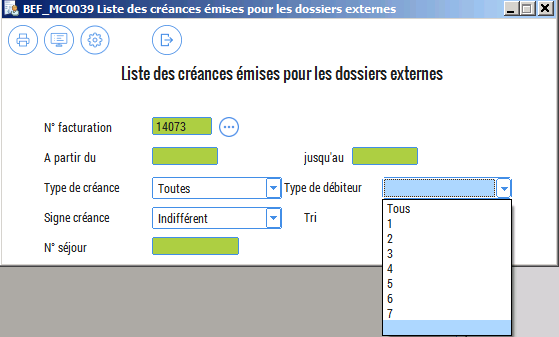 BEF_MC0039 Liste des créances émises pour les dossiers externes
Liste des créances émises pour les dossiers externes
N° facturation 14073
A partir du jusqu'au
Type de créance Toutes Type de débiteur
Signe créance Indifférent Tri
N° séjour
Tous
1
2
3
4
5
6
7